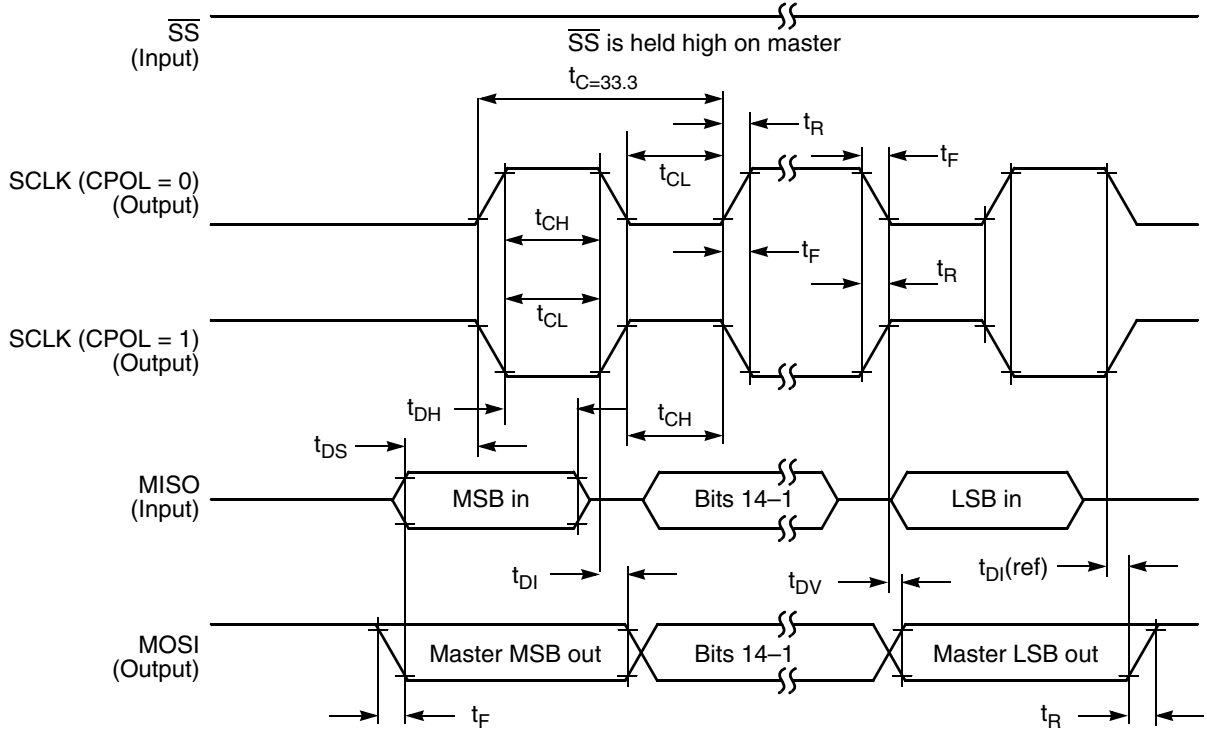 SS
(Input)
SS is held high on master
tC=33.3
tR
tF
tCL
SCLK (CPOL = 0)
(Output)
tCH
tF
tR
tCL
SCLK (CPOL = 1)
(Output)
tDH
tCH
tDS
MISO
(Input)
MSB in
Bits 14–1
LSB in
tDI
tDV
tDI(ref)
MOSI
(Output)
Master MSB out
Bits 14–1
Master LSB out
tF
tR